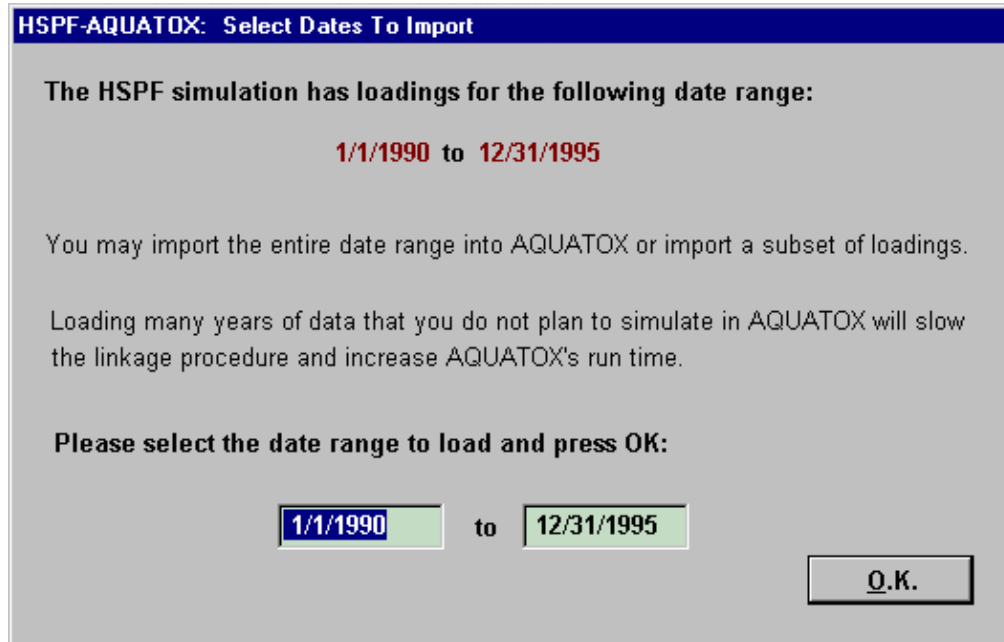 HSPF-AQUATOX: Select Dates To Import
The HSPF simulation has loadings for the following date range:
1/1/1990 to 12/31/1995
You may import the entire date range into AQUATOX or import a subset of loadings.
Loading many years of data that you do not plan to simulate in AQUATOX will slow
the linkage procedure and increase AQUATOX's run time.
Please select the date range to load and press OK:
1/1/1990 to 12/31/1995
O.K.